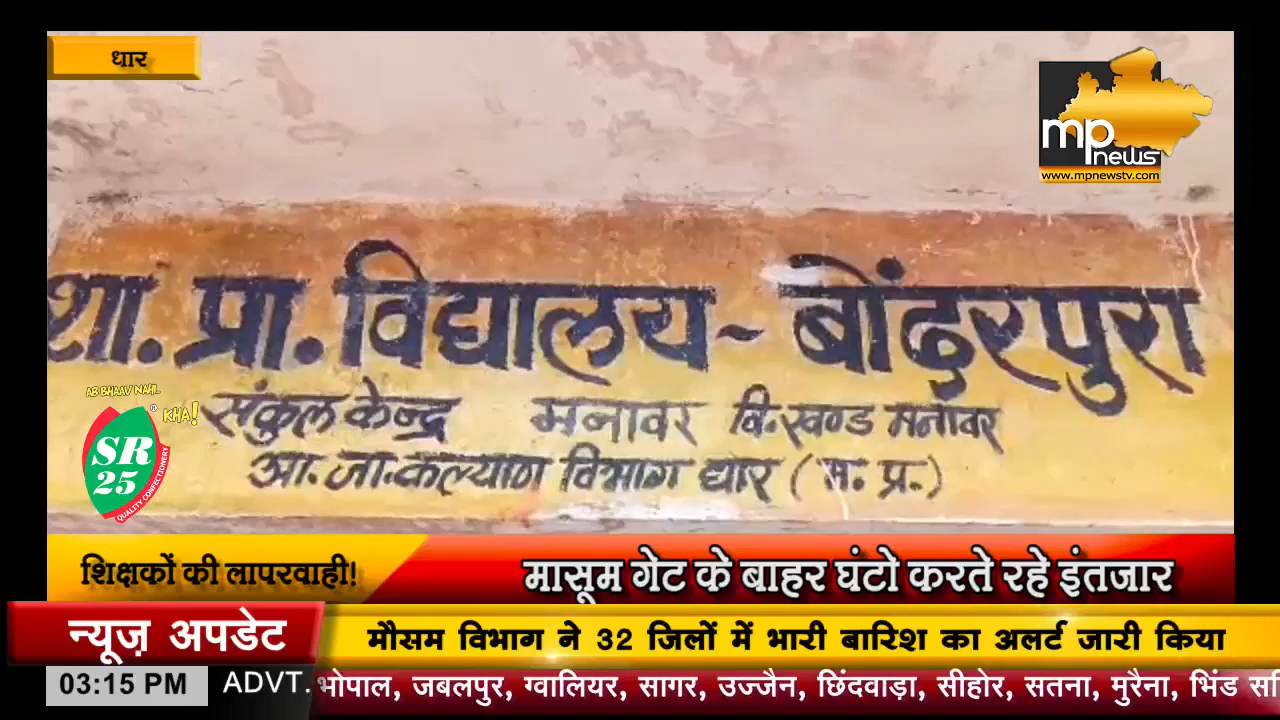 धार
mp
news
www.mpnewstv.com
शा. प्रा. विद्यालय - बोंदरपुरा
संकुल केन्द्र मनावर वि.खण्ड मनावर
आ. जा. कल्याण विभाग धार (म. प्र.)
AB BHAAV NAHI..
KHA!
SR
25
QUALITY CONFECTIONERY
शिक्षकों की लापरवाही!
मासूम गेट के बाहर घंटो करते रहे इंतजार
न्यूज़ अपडेट
मौसम विभाग ने 32 जिलों में भारी बारिश का अलर्ट जारी किया
03:15 PM
ADVT.
भोपाल, जबलपुर, ग्वालियर, सागर, उज्जैन, छिंदवाड़ा, सीहोर, सतना, मुरैना, भिंड